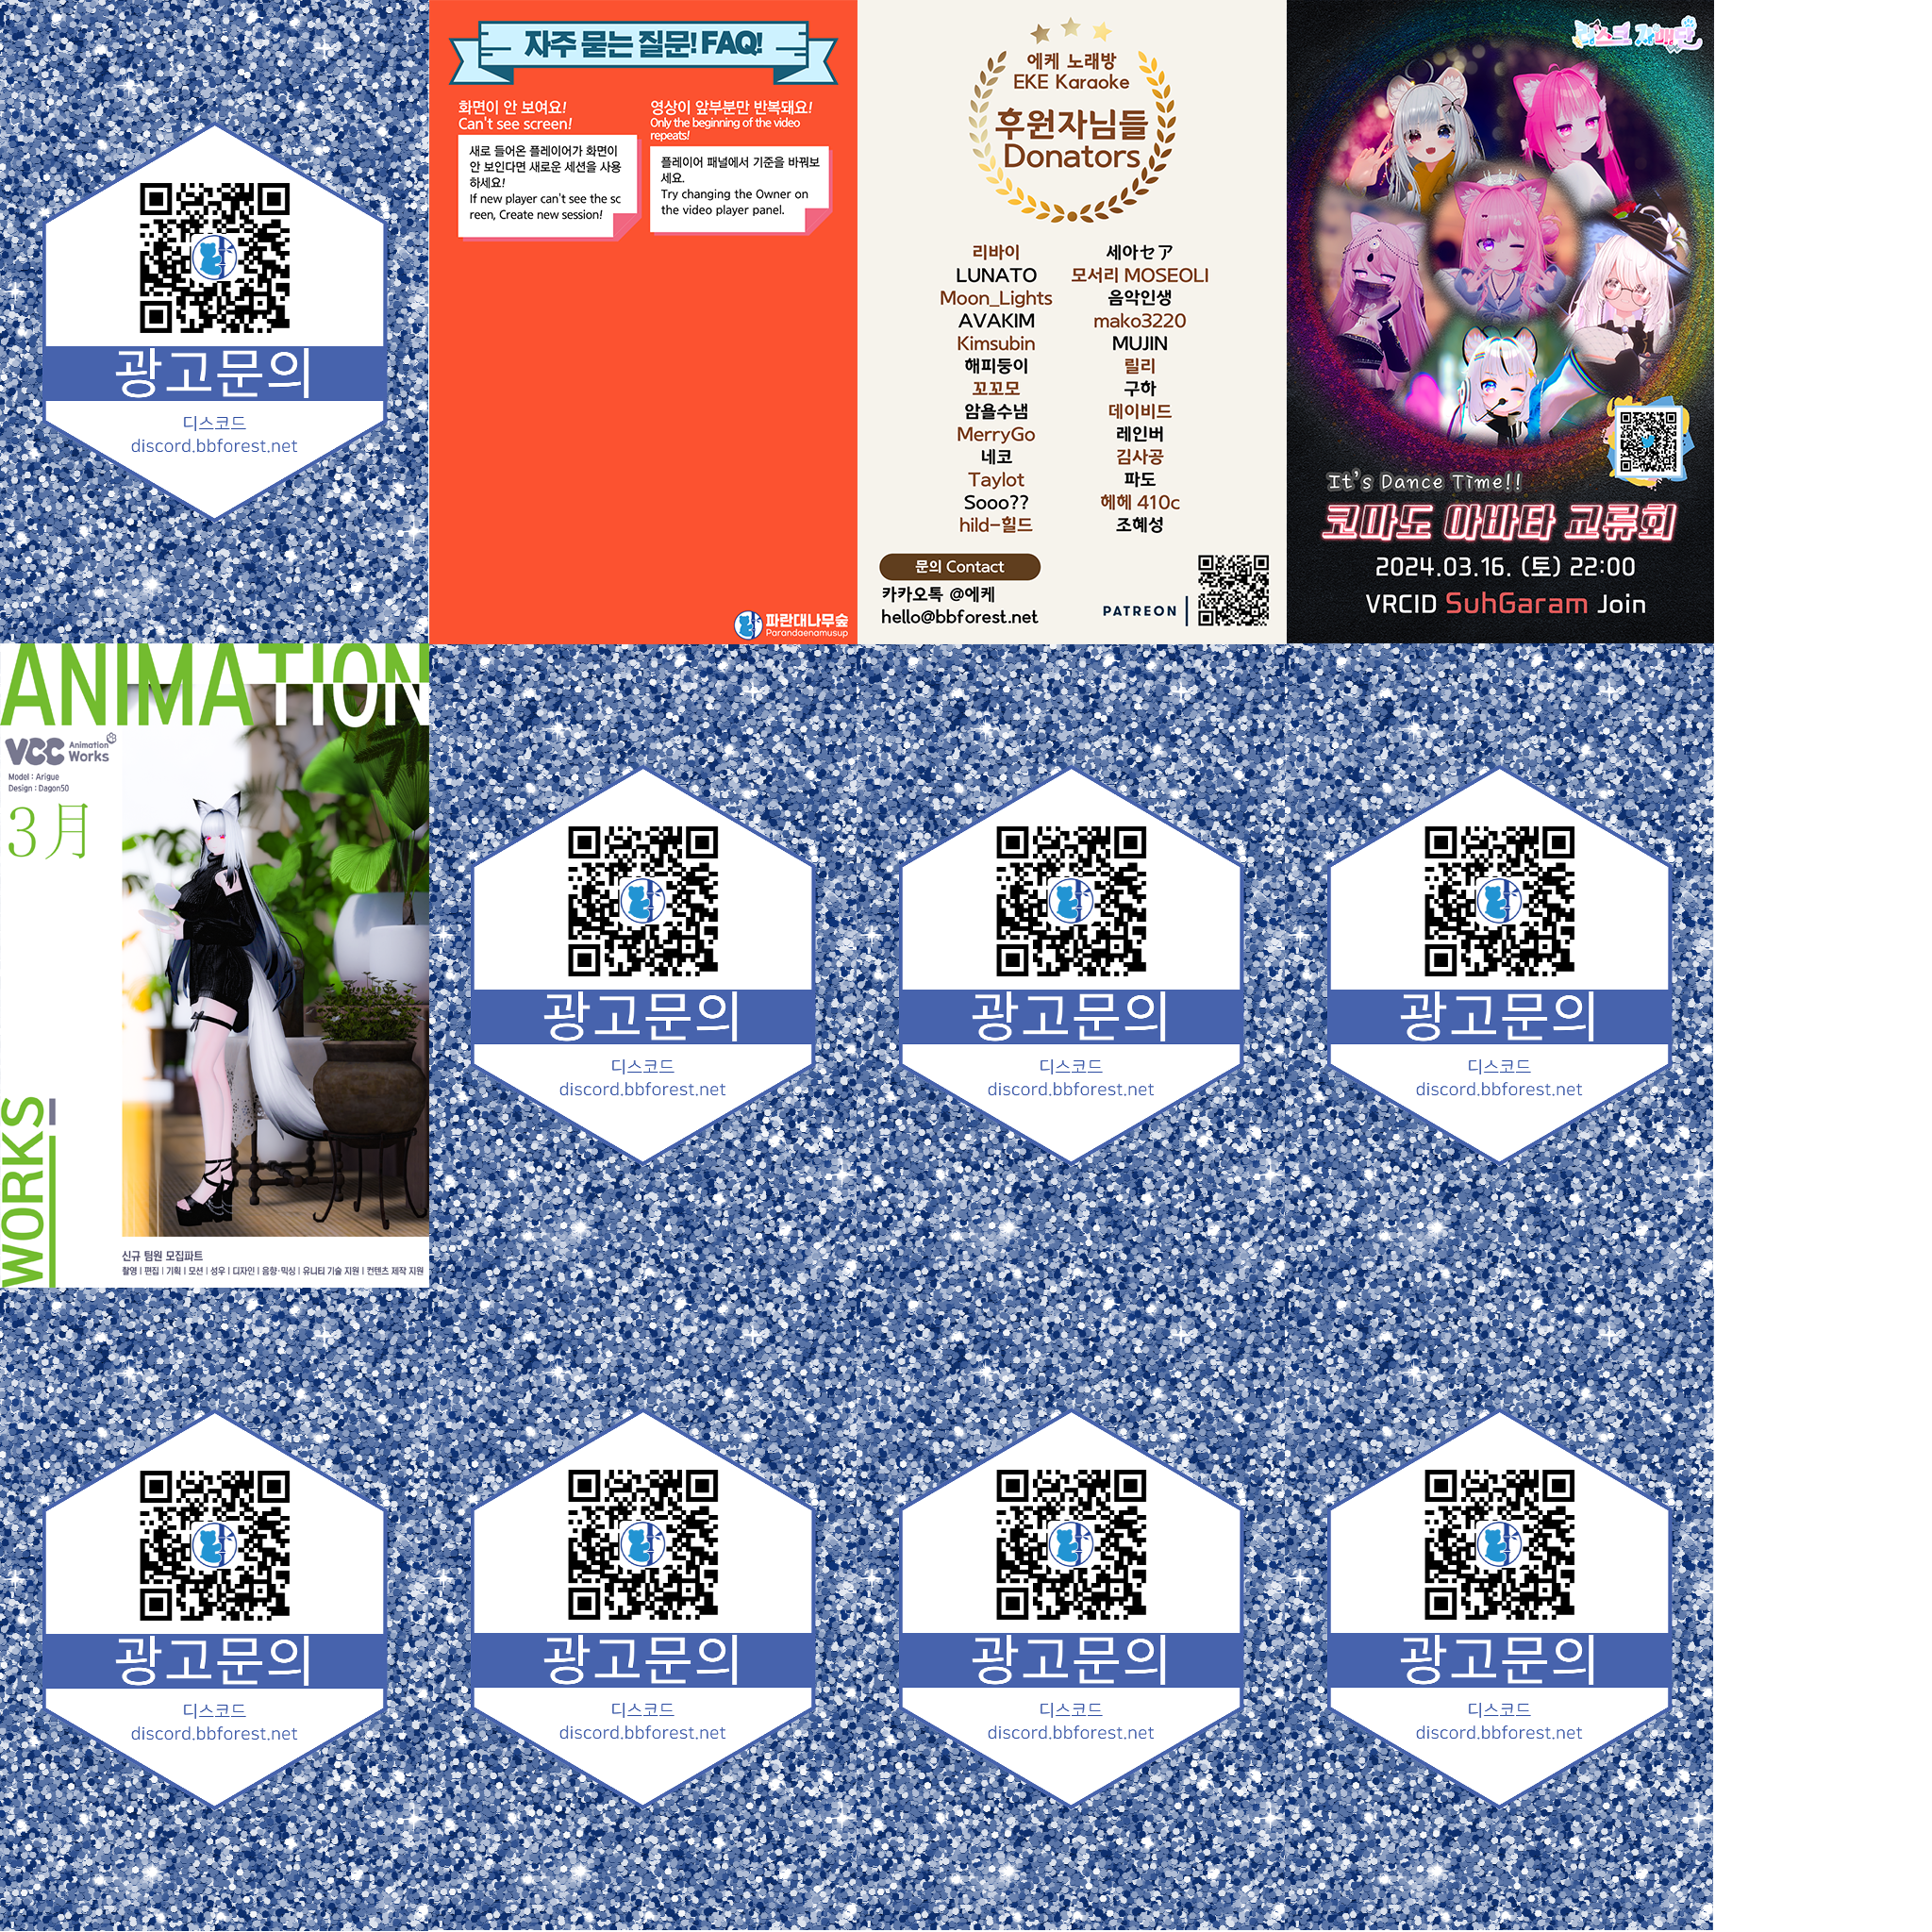 광고문의
디스코드
discord.bbforest.net
자주 묻는 질문! FAQ!
화면이 안 보여요!
Can't see screen!
새로 들어온 플레이어가 화면이
안 보인다면 새로운 세션을 사용
하세요!
If new player can't see the sc
reen, Create new session!
영상이 앞부분만 반복돼요!
Only the beginning of the video
repeats!
플레이어 패널에서 기준을 바꿔보
세요.
Try changing the Owner on
the video player panel.
파란대나무숲
Parandaenamusup
에케 노래방
EKE Karaoke
후원자님들
Donators
리바이
LUNATO
Moon_Lights
AVAKIM
Kimsubin
해피둥이
꼬꼬모
암욜수냄
MerryGo
네코
Taylot
Sooo??
hild-힐드
세아セア
모서리 MOSEOLI
음악인생
mako3220
MUJIN
릴리
구하
데이비드
레인버
김사공
파도
헤헤 410c
조혜성
문의 Contact
카카오톡 @에케
hello@bbforest.net
PATREON
It's Dance Time!!
코마도 아바타 교류회
2024.03.16. (토) 22:00
VRCID SuhGaram Join
ANIMATION
VCC Animation Works
Model : Arigue
Design : Dagon50
3月
WORKS
신규 팀원 모집파트
촬영 | 편집 | 기획 | 모션 | 성우 | 디자인 | 음향·믹싱 | 유니티 기술 지원 | 컨텐츠 제작 지원
광고문의
디스코드
discord.bbforest.net
광고문의
디스코드
discord.bbforest.net
광고문의
디스코드
discord.bbforest.net
광고문의
디스코드
discord.bbforest.net
광고문의
디스코드
discord.bbforest.net
광고문의
디스코드
discord.bbforest.net
광고문의
디스코드
discord.bbforest.net